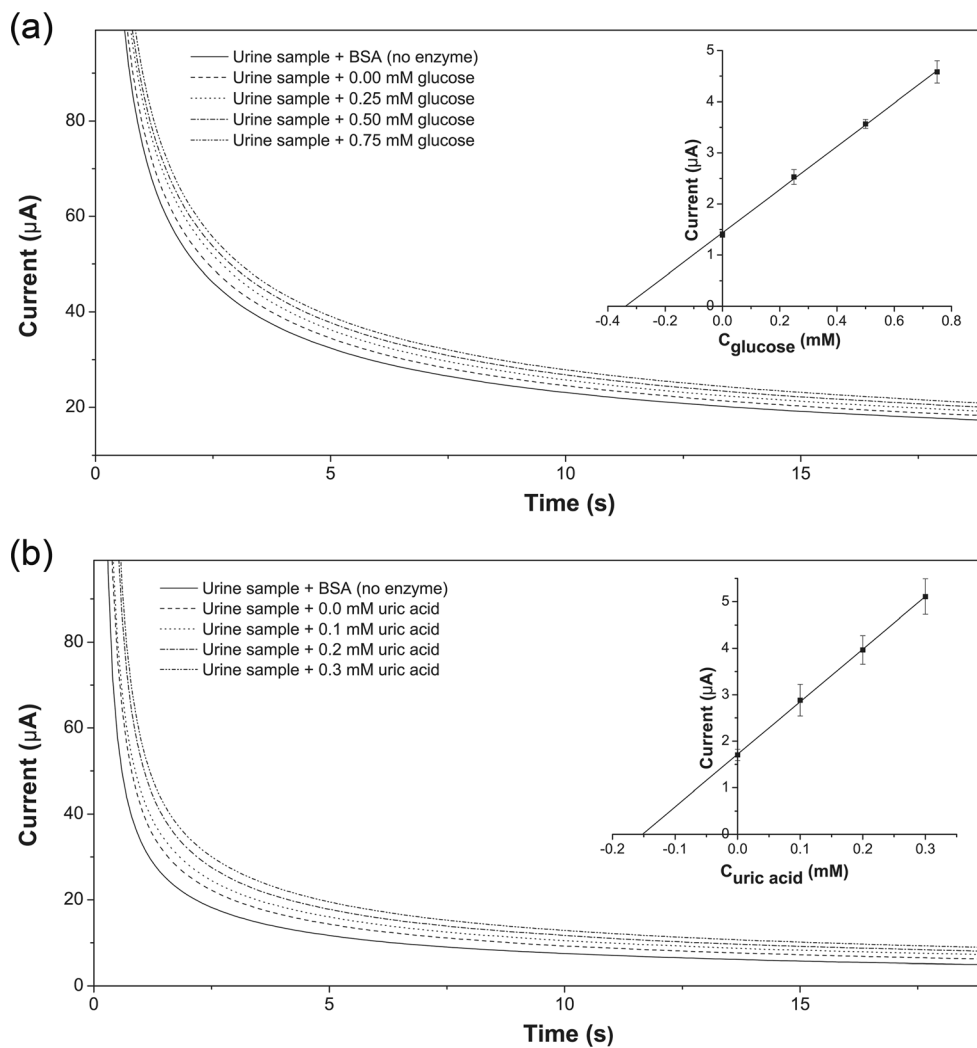 (a)
Urine sample + BSA (no enzyme)
Urine sample + 0.00 mM glucose
Urine sample + 0.25 mM glucose
Urine sample + 0.50 mM glucose
Urine sample + 0.75 mM glucose
80
60
40
20
Current (µA)
0
5
10
15
Time (s)
5
4
3
2
1
0
Current (µA)
-0.4
-0.2
0.0
0.2
0.4
0.6
0.8
Cglucose (mM)
(b)
Urine sample + BSA (no enzyme)
Urine sample + 0.0 mM uric acid
Urine sample + 0.1 mM uric acid
Urine sample + 0.2 mM uric acid
Urine sample + 0.3 mM uric acid
80
60
40
20
0
Current (µA)
0
5
10
15
Time (s)
5
4
3
2
1
0
Current (µA)
-0.2
-0.1
0.0
0.1
0.2
0.3
Curic acid (mM)